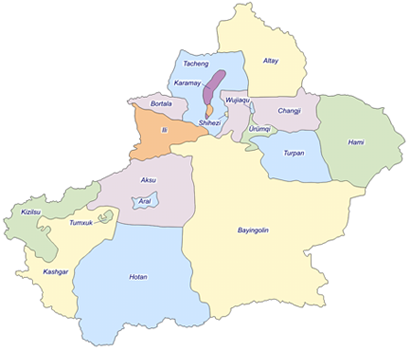 Altay
Tacheng
Karamay
Wujiaqu
Bortala
Changji
Shihezi
Ili
Ürümqi
Hami
Turpan
Aksu
Aral
Kizilsu
Tumxuk
Bayingolin
Kashgar
Hotan